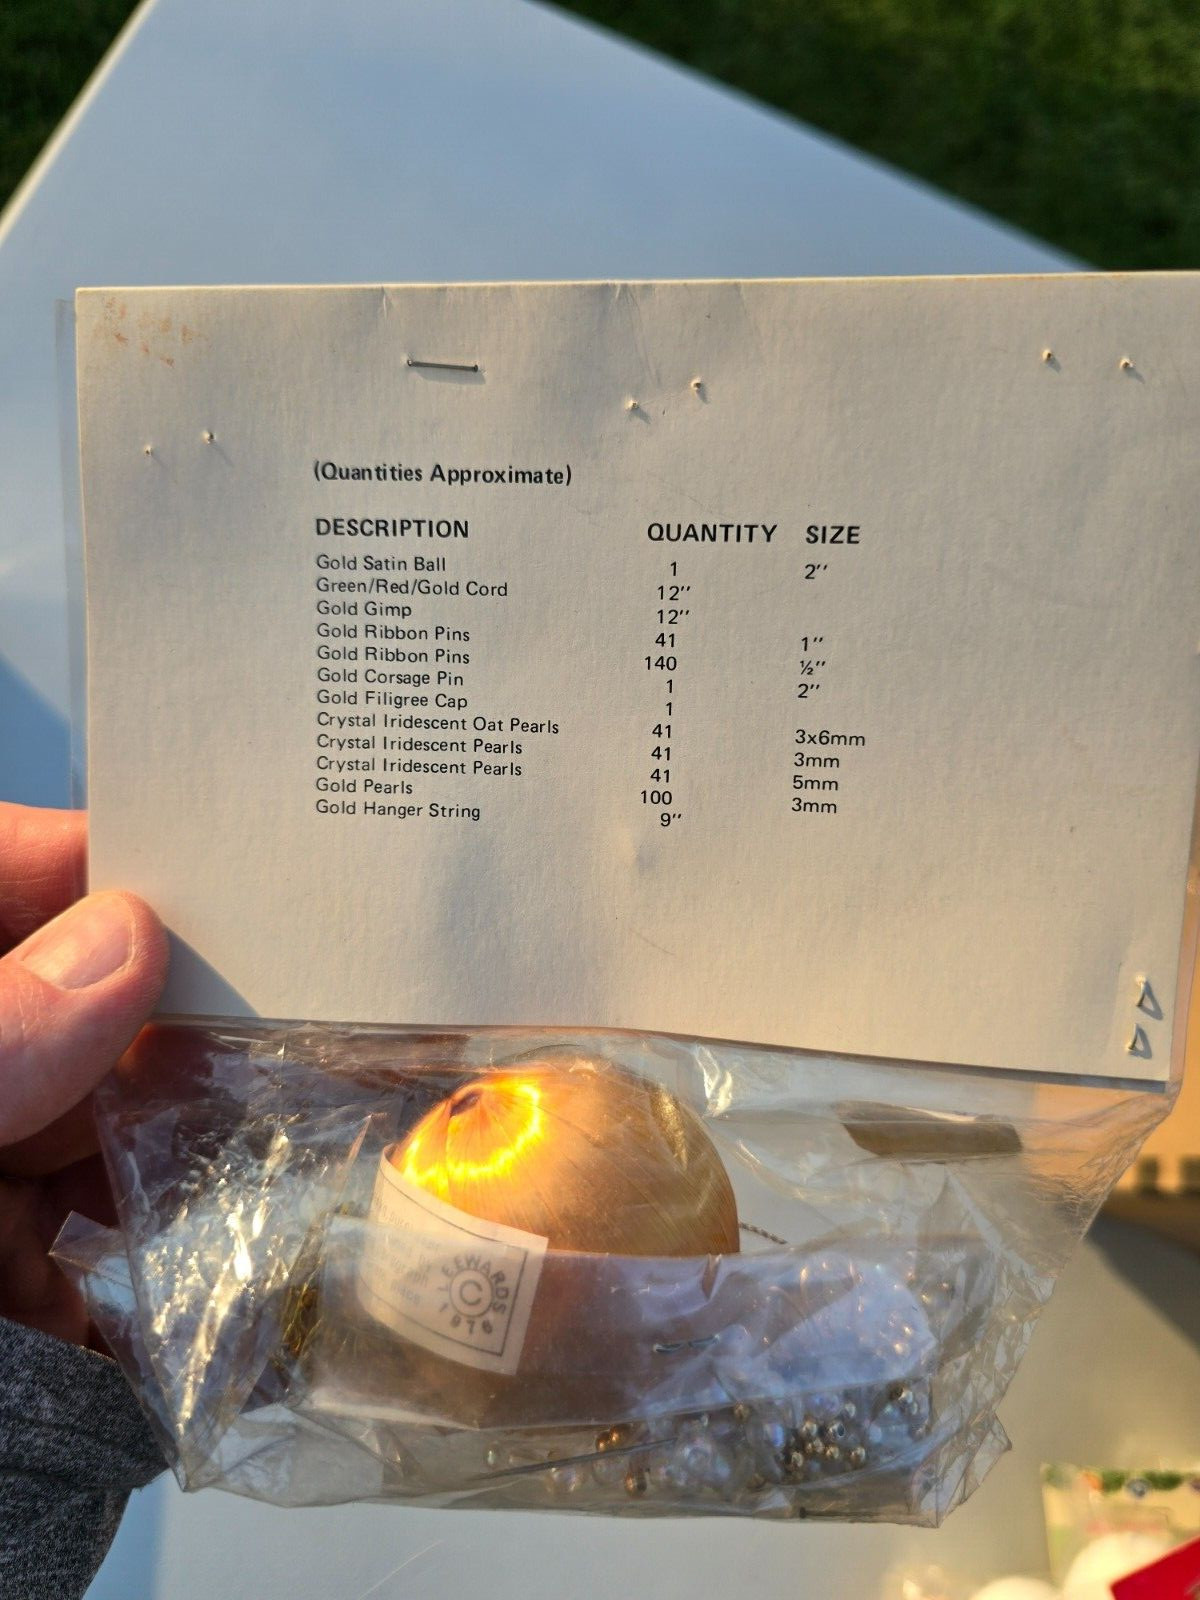 (Quantities Approximate)
DESCRIPTION QUANTITY SIZE
Gold Satin Ball 1 2''
Green/Red/Gold Cord 12''
Gold Gimp 12''
Gold Ribbon Pins 41 1''
Gold Ribbon Pins 140 ½''
Gold Corsage Pin 1 2''
Gold Filigree Cap 1
Crystal Iridescent Oat Pearls 41 3x6mm
Crystal Iridescent Pearls 41 3mm
Crystal Iridescent Pearls 41 5mm
Gold Pearls 100 3mm
Gold Hanger String 9''
LEEWARDS
©
1976